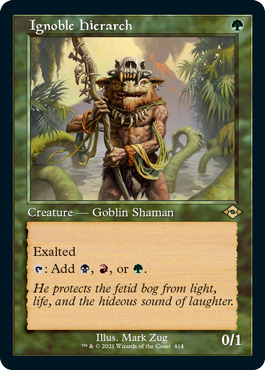 Ignoble Hierarch
Creature — Goblin Shaman
Exalted
: Add , , or .
He protects the fetid bog from light,
life, and the hideous sound of laughter.
Illus. Mark Zug
0/1
™ & © 2021 Wizards of the Coast 414